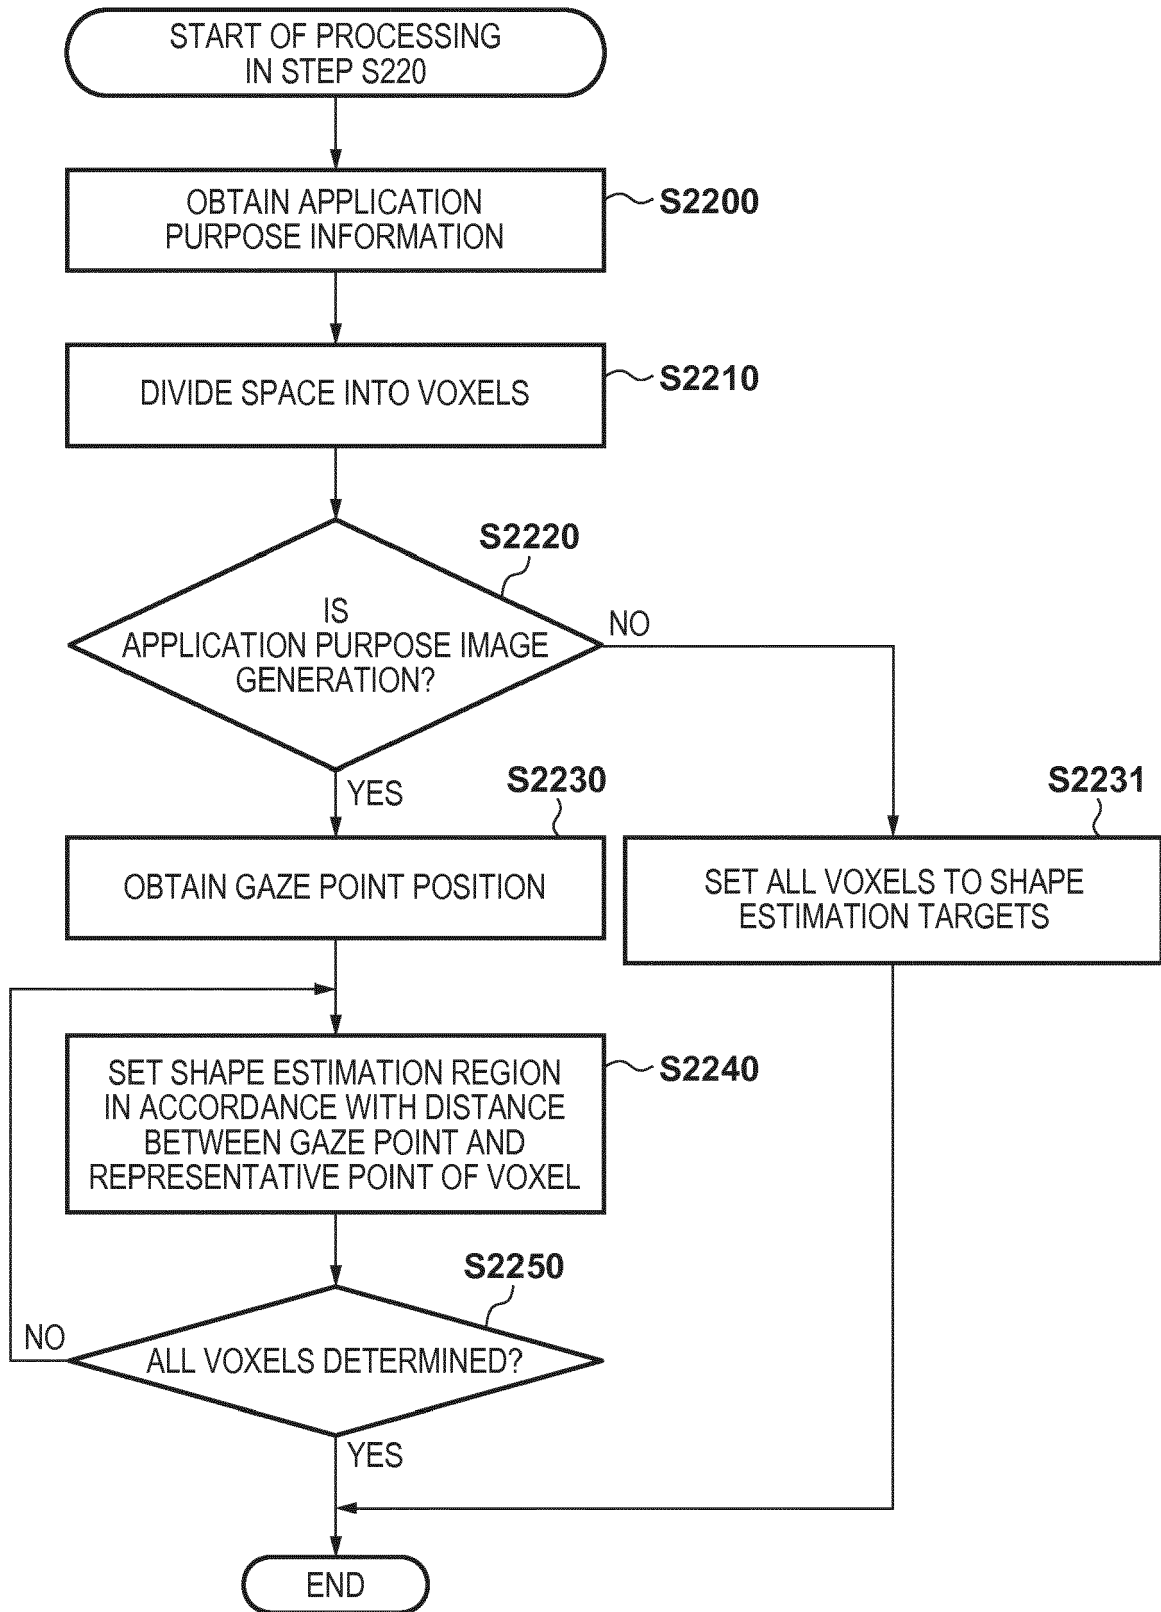 START OF PROCESSING
IN STEP S220
OBTAIN APPLICATION
PURPOSE INFORMATION
S2200
DIVIDE SPACE INTO VOXELS
S2210
S2220
IS
APPLICATION PURPOSE IMAGE
GENERATION?
NO
YES
S2230
OBTAIN GAZE POINT POSITION
S2231
SET ALL VOXELS TO SHAPE
ESTIMATION TARGETS
SET SHAPE ESTIMATION REGION
IN ACCORDANCE WITH DISTANCE
BETWEEN GAZE POINT AND
REPRESENTATIVE POINT OF VOXEL
S2240
S2250
ALL VOXELS DETERMINED?
NO
YES
END